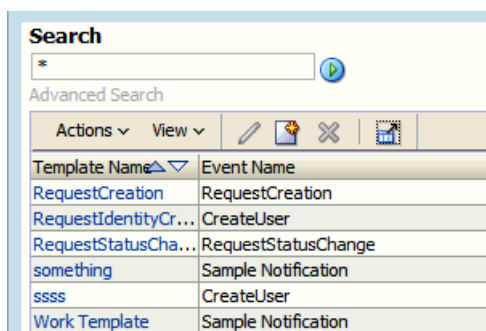 Search
*
Advanced Search
Actions View
Template Name Event Name
RequestCreation RequestCreation
RequestIdentityCr... CreateUser
RequestStatusCha... RequestStatusChange
something Sample Notification
ssss CreateUser
Work Template Sample Notification